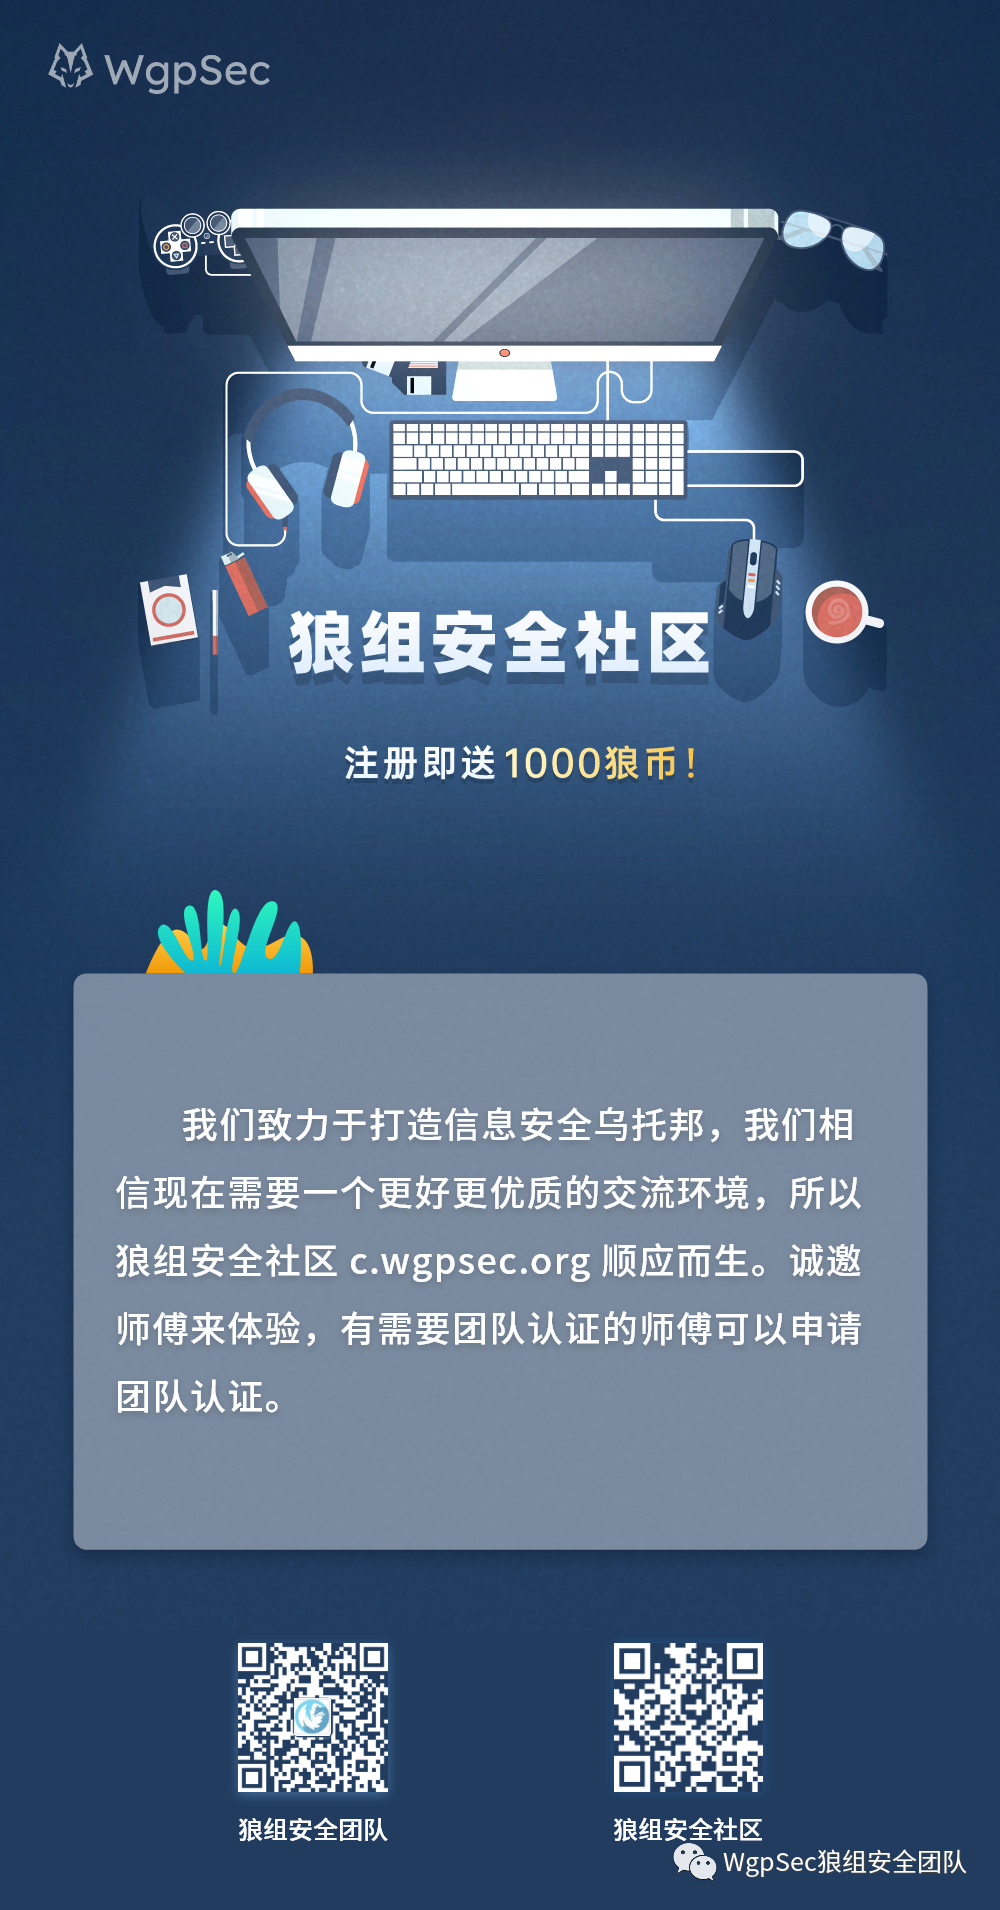 WgpSec
狼组安全社区
注册即送1000狼币!
我们致力于打造信息安全乌托邦，我们相
信现在需要一个更好更优质的交流环境，所以
狼组安全社区 c.wgpsec.org 顺应而生。诚邀
师傅来体验，有需要团队认证的师傅可以申请
团队认证。
狼组安全团队
狼组安全社区
WgpSec狼组安全团队